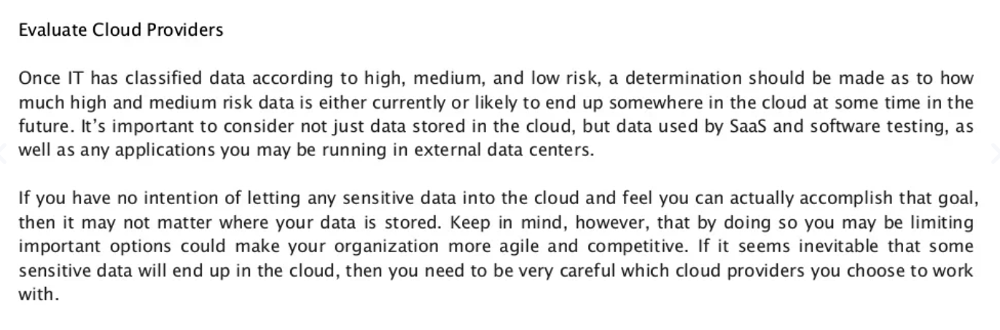 Evaluate Cloud Providers
Once IT has classified data according to high, medium, and low risk, a determination should be made as to how
much high and medium risk data is either currently or likely to end up somewhere in the cloud at some time in the
future. It’s important to consider not just data stored in the cloud, but data used by SaaS and software testing, as
well as any applications you may be running in external data centers.
If you have no intention of letting any sensitive data into the cloud and feel you can actually accomplish that goal,
then it may not matter where your data is stored. Keep in mind, however, that by doing so you may be limiting
important options could make your organization more agile and competitive. If it seems inevitable that some
sensitive data will end up in the cloud, then you need to be very careful which cloud providers you choose to work
with.